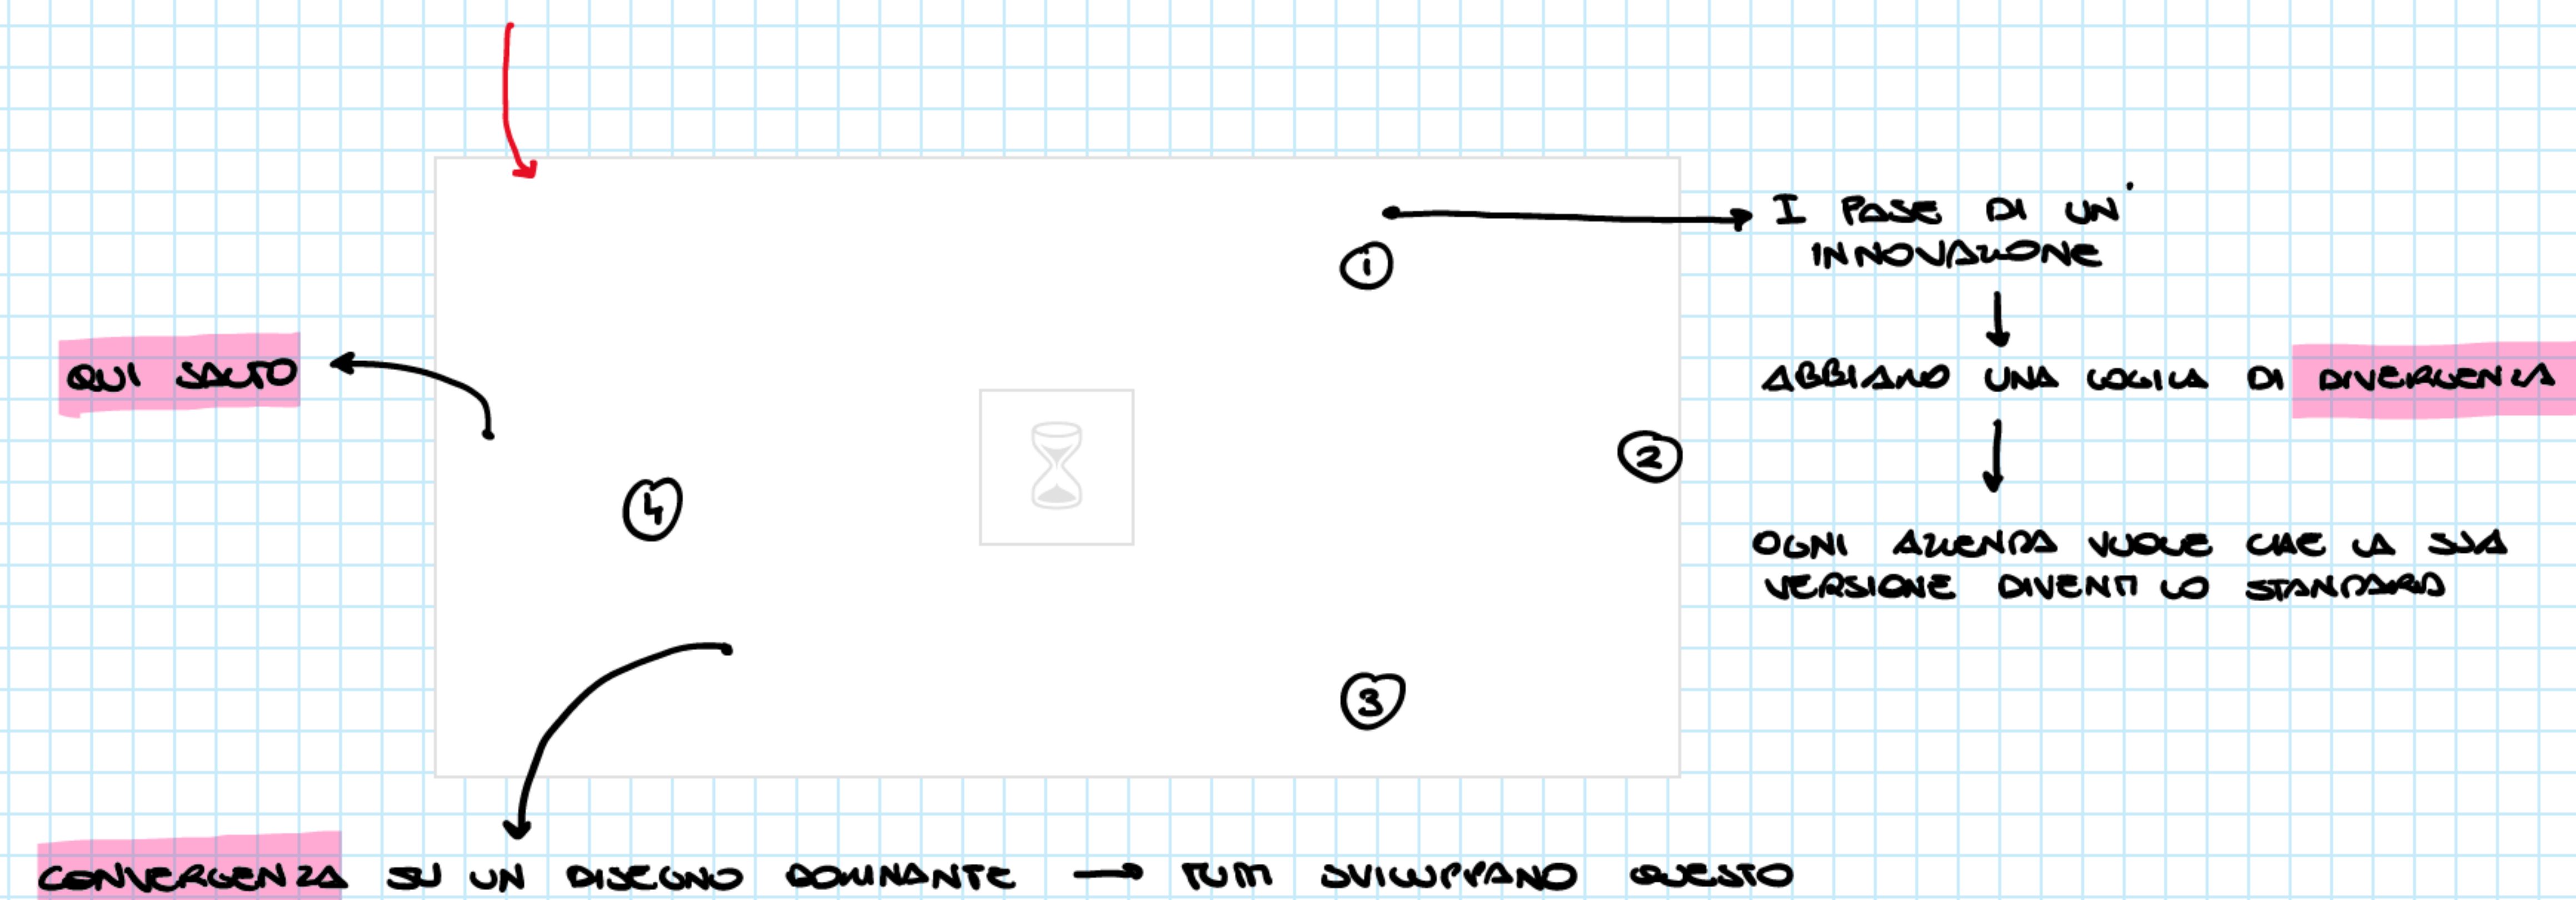 I FASE DI UN'
INNOVAZIONE
①
QUI SALTO
ABBIAMO UNA LOGICA DI DIVERGENZA
②
④
OGNI AZIENDA VUOLE CHE LA SUA
VERSIONE DIVENTI LO STANDARD
③
CONVERGENZA SU UN DISEGNO DOMINANTE → TUTTI SVILUPPANO QUESTO